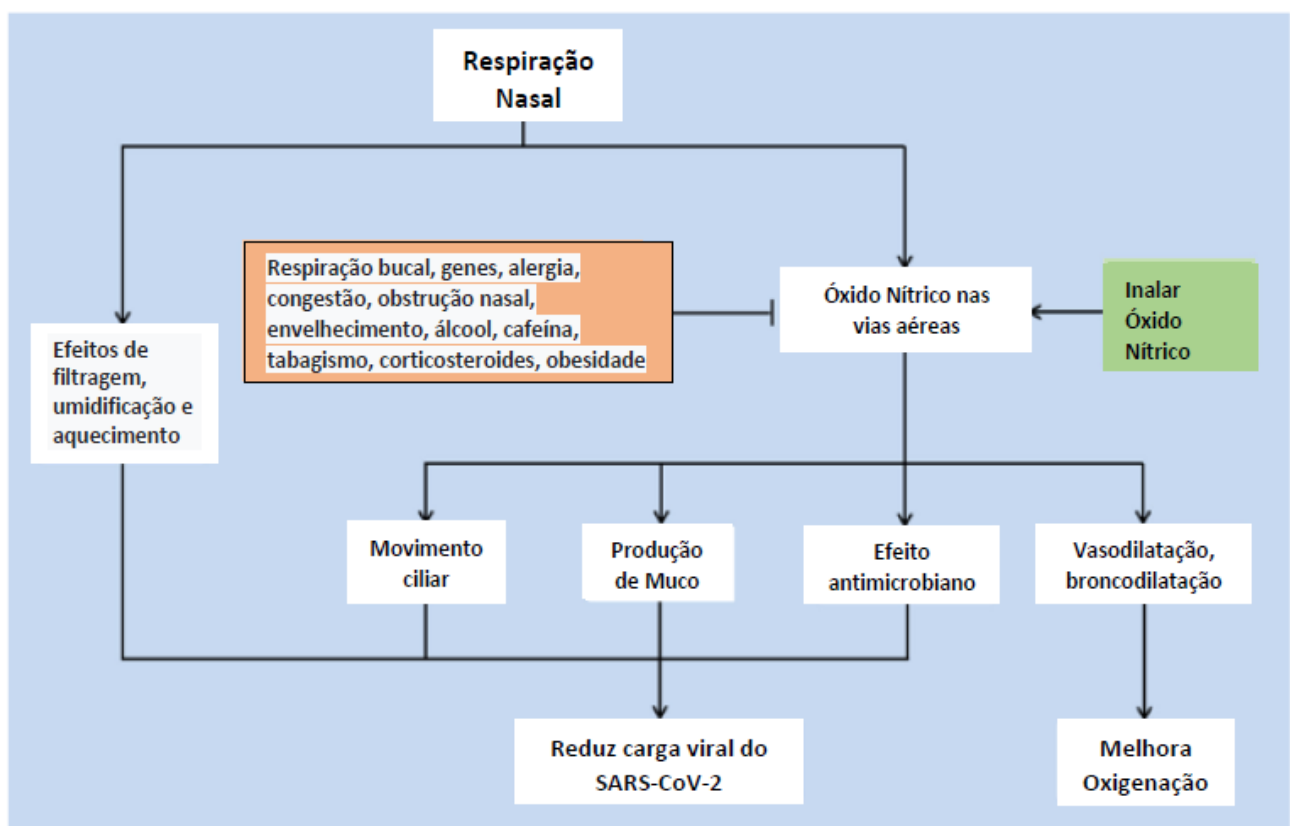 Respiração
Nasal
Respiração bucal, genes, alergia,
congestão, obstrução nasal,
envelhecimento, álcool, cafeína,
tabagismo, corticosteroides, obesidade
Óxido Nítrico nas
vias aéreas
Inalar
Óxido
Nítrico
Efeitos de
filtragem,
umidificação e
aquecimento
Movimento
ciliar
Produção
de Muco
Efeito
antimicrobiano
Vasodilatação,
broncodilatação
Reduz carga viral do
SARS-CoV-2
Melhora
Oxigenação